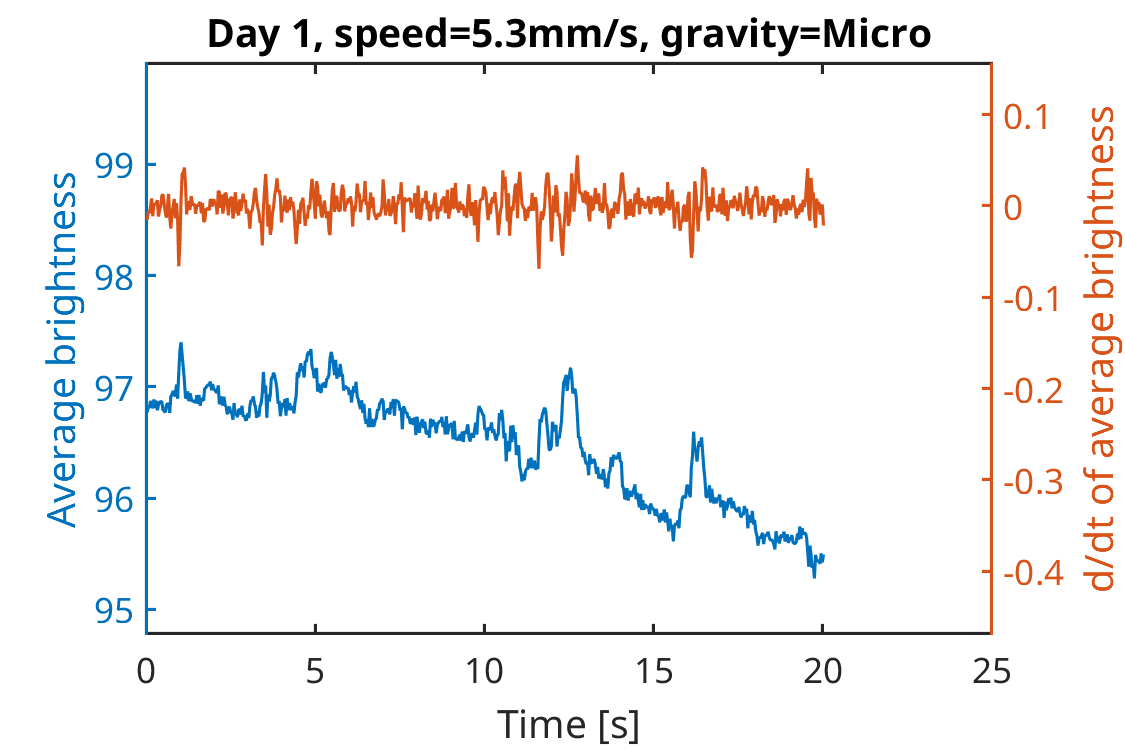 Day 1, speed=5.3mm/s, gravity=Micro
Average brightness
99
98
97
96
95
0.1
0
-0.1
-0.2
-0.3
-0.4
d/dt of average brightness
0 5 10 15 20 25
Time [s]